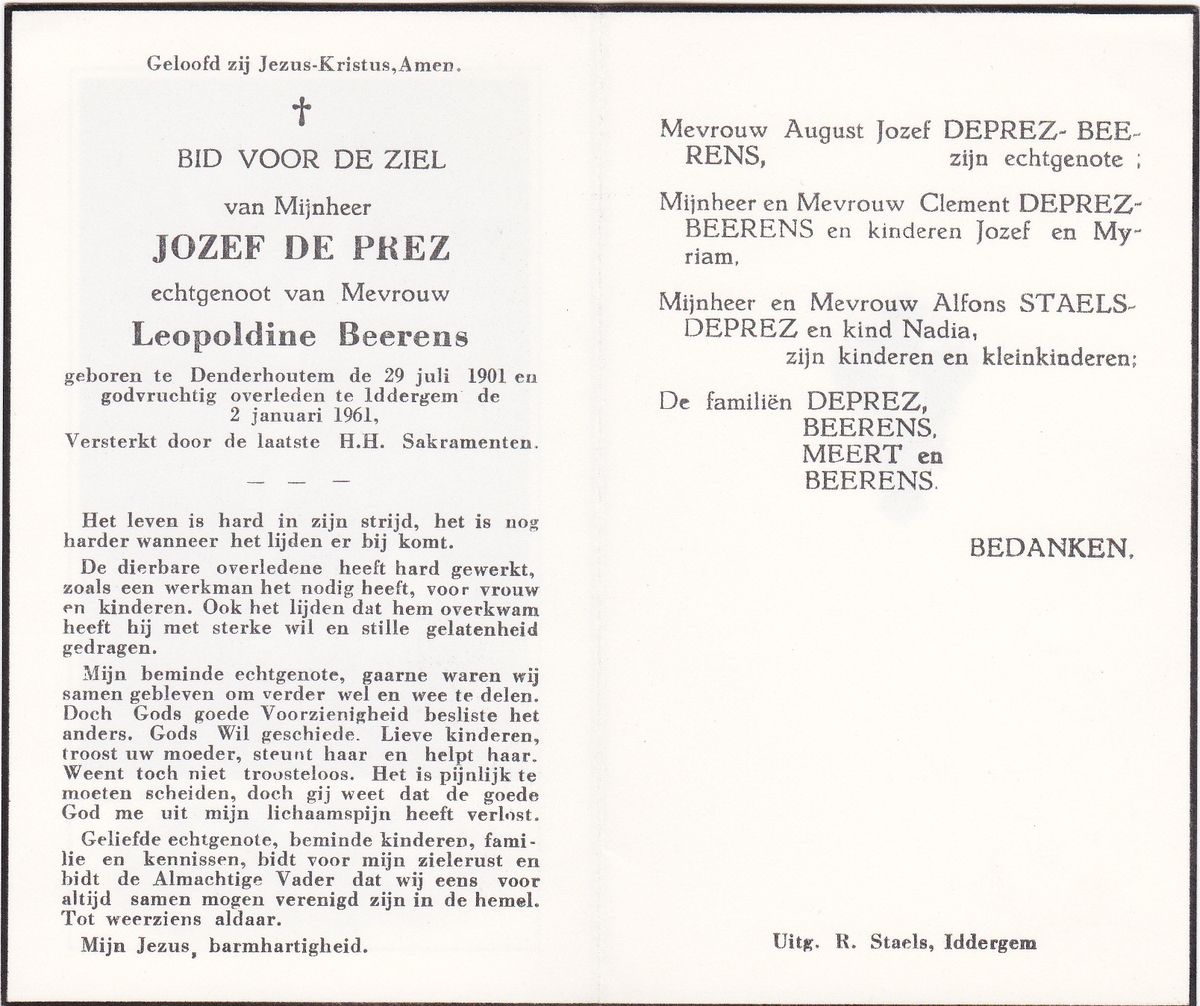 Geloofd zij Jezus-Kristus, Amen.
†
BID VOOR DE ZIEL
van Mijnheer
JOZEF DE PREZ
echtgenoot van Mevrouw
Leopoldine Beerens
geboren te Denderhoutem de 29 juli 1901 en
godvruchtig overleden te Iddergem de
2 januari 1961,
Versterkt door de laatste H.H. Sakramenten.
— — —
Het leven is hard in zijn strijd, het is nog
harder wanneer het lijden er bij komt.
De dierbare overledene heeft hard gewerkt,
zoals een werkman het nodig heeft, voor vrouw
en kinderen. Ook het lijden dat hem overkwam
heeft hij met sterke wil en stille gelatenheid
gedragen.
Mijn beminde echtgenote, gaarne waren wij
samen gebleven om verder wel en wee te delen.
Doch Gods goede Voorzienigheid besliste het
anders. Gods Wil geschiede. Lieve kinderen,
troost uw moeder, steunt haar en helpt haar.
Weent toch niet troosteloos. Het is pijnlijk te
moeten scheiden, doch gij weet dat de goede
God me uit mijn lichaamspijn heeft verlost.
Geliefde echtgenote, beminde kinderen, fami-
lie en kennissen, bidt voor mijn zielerust en
bidt de Almachtige Vader dat wij eens voor
altijd samen mogen verenigd zijn in de hemel.
Tot weerziens aldaar.
Mijn Jezus, barmhartigheid.
Mevrouw August Jozef DEPREZ- BEE-
RENS, zijn echtgenote ;
Mijnheer en Mevrouw Clement DEPREZ-
BEERENS en kinderen Jozef en My-
riam,
Mijnheer en Mevrouw Alfons STAELS-
DEPREZ en kind Nadia,
zijn kinderen en kleinkinderen;
De familiën DEPREZ,
BEERENS,
MEERT en
BEERENS.
BEDANKEN,
Uitg. R. Staels, Iddergem